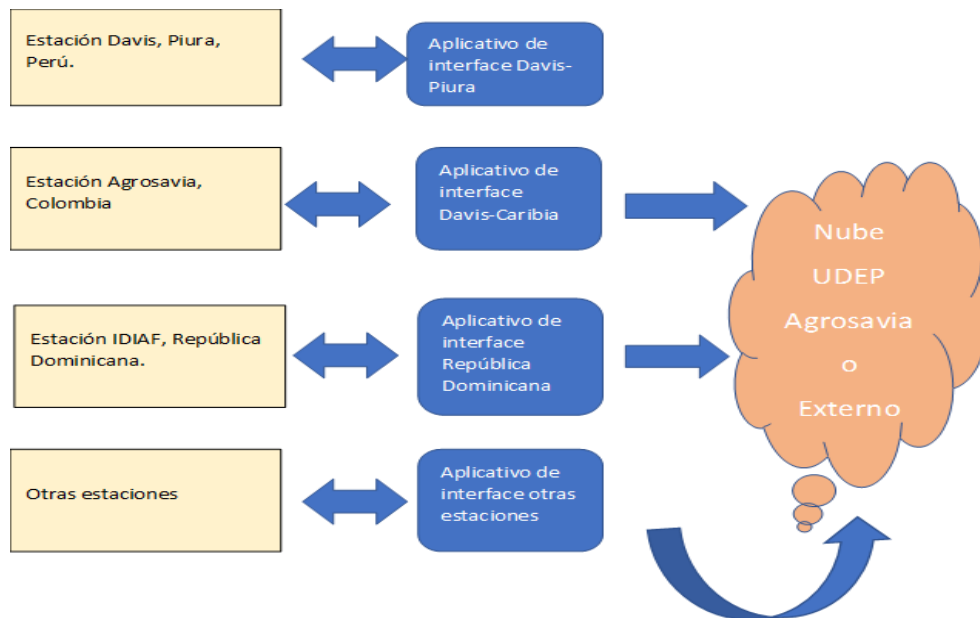 Estación Davis, Piura,
Perú.
Aplicativo de
interface Davis-
Piura
Estación Agrosavia,
Colombia
Aplicativo de
interface
Davis-Caribia
Estación IDIAF, República
Dominicana.
Aplicativo de
interface
República
Dominicana
Otras estaciones
Aplicativo de
interface otras
estaciones
Nube
UDEP
Agrosavia
o
Externo